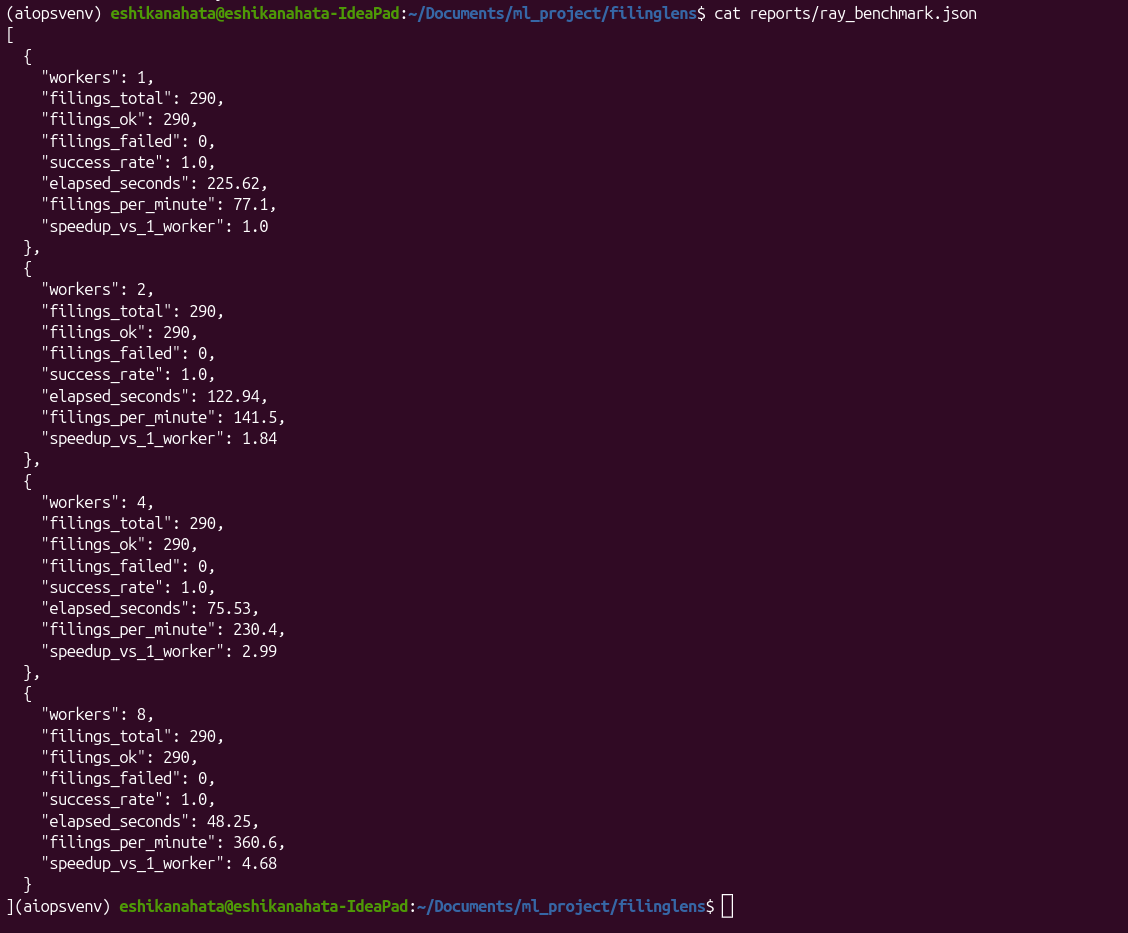 (aiopsvenv) eshikanahata@eshikanahata-IdeaPad:~/Documents/ml_project/filinglens$ cat reports/ray_benchmark.json
[
  {
    "workers": 1,
    "filings_total": 290,
    "filings_ok": 290,
    "filings_failed": 0,
    "success_rate": 1.0,
    "elapsed_seconds": 225.62,
    "filings_per_minute": 77.1,
    "speedup_vs_1_worker": 1.0
  },
  {
    "workers": 2,
    "filings_total": 290,
    "filings_ok": 290,
    "filings_failed": 0,
    "success_rate": 1.0,
    "elapsed_seconds": 122.94,
    "filings_per_minute": 141.5,
    "speedup_vs_1_worker": 1.84
  },
  {
    "workers": 4,
    "filings_total": 290,
    "filings_ok": 290,
    "filings_failed": 0,
    "success_rate": 1.0,
    "elapsed_seconds": 75.53,
    "filings_per_minute": 230.4,
    "speedup_vs_1_worker": 2.99
  },
  {
    "workers": 8,
    "filings_total": 290,
    "filings_ok": 290,
    "filings_failed": 0,
    "success_rate": 1.0,
    "elapsed_seconds": 48.25,
    "filings_per_minute": 360.6,
    "speedup_vs_1_worker": 4.68
  }
](aiopsvenv) eshikanahata@eshikanahata-IdeaPad:~/Documents/ml_project/filinglens$